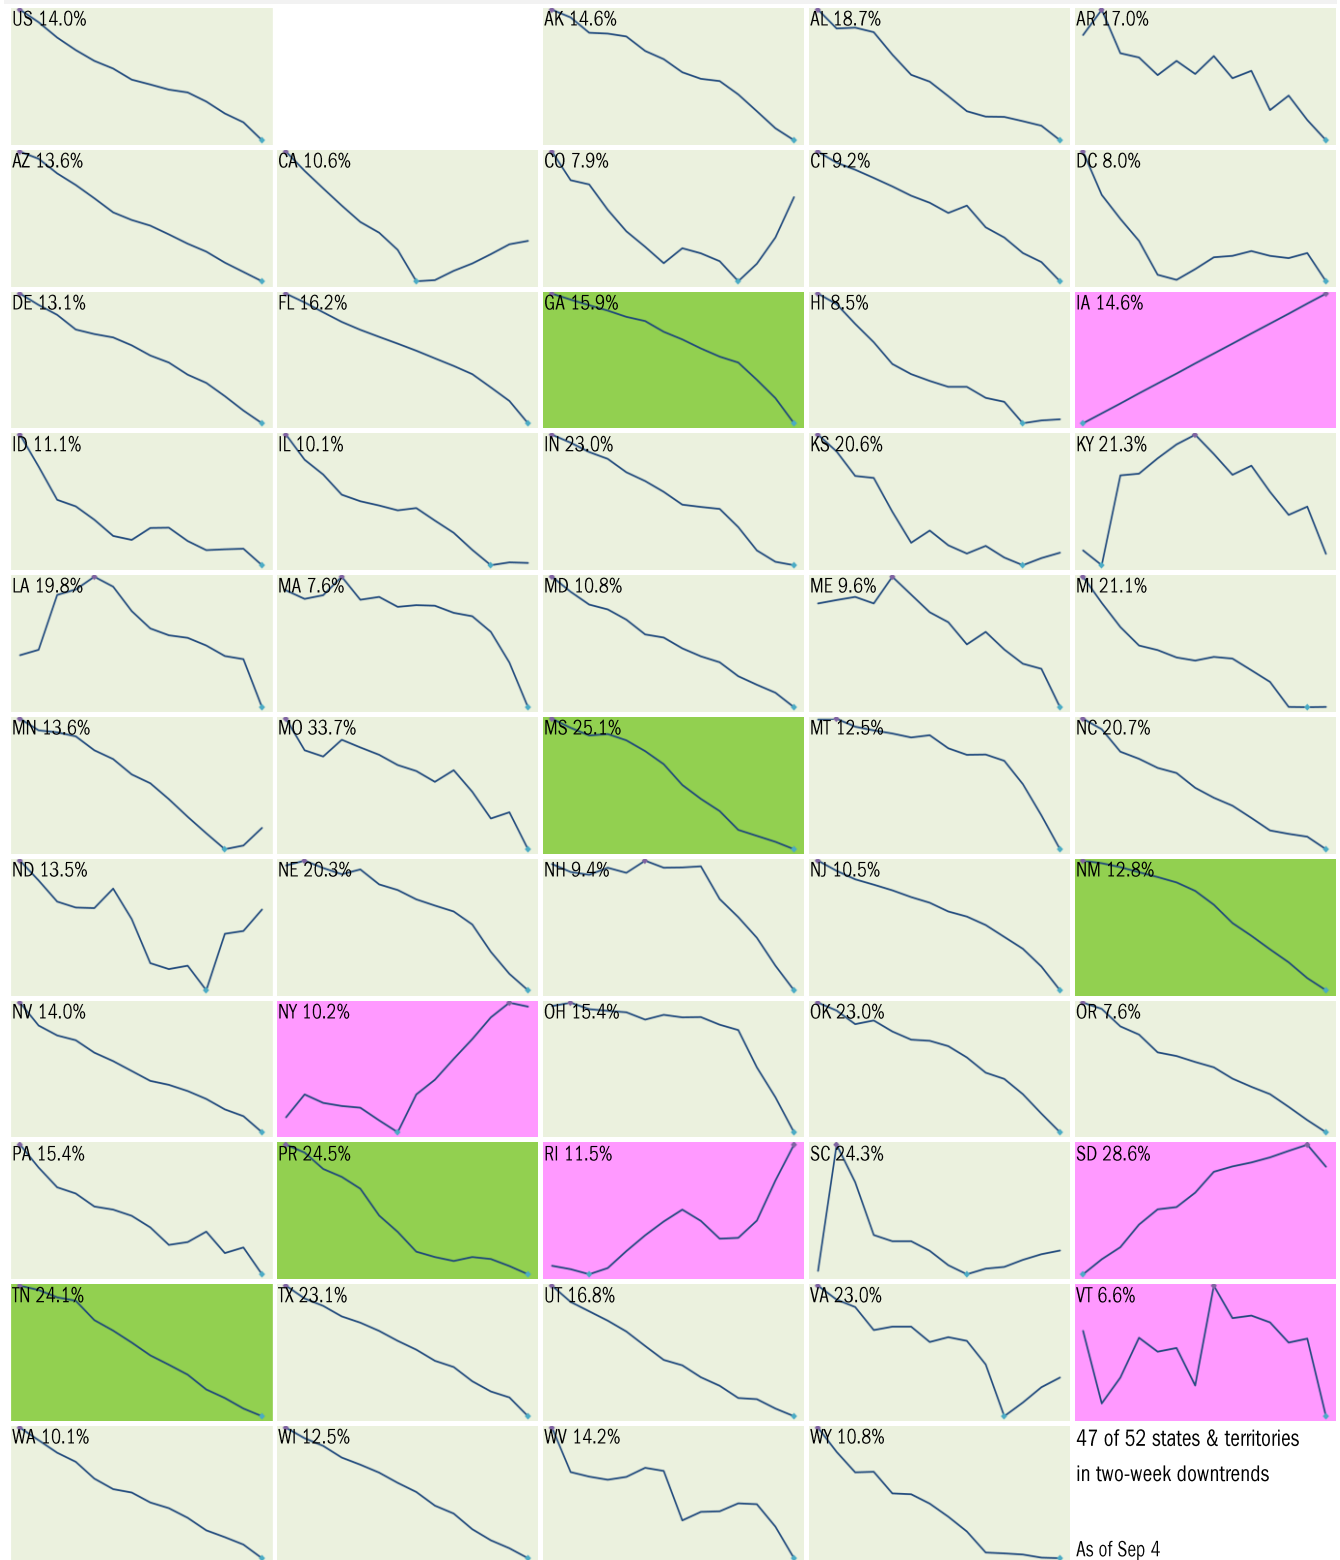 US 14.0%
AK 14.6%
AL 18.7%
AR 17.0%
AZ 13.6%
CA 10.6%
CO 7.9%
CT 9.2%
DC 8.0%
DE 13.1%
FL 16.2%
GA 15.9%
HI 8.5%
IA 14.6%
ID 11.1%
IL 10.1%
IN 23.0%
KS 20.6%
KY 21.3%
LA 19.8%
MA 7.6%
MD 10.8%
ME 9.6%
MI 21.1%
MN 13.6%
MO 33.7%
MS 25.1%
MT 12.5%
NC 20.7%
ND 13.5%
NE 20.3%
NH 9.4%
NJ 10.5%
NM 12.8%
NV 14.0%
NY 10.2%
OH 15.4%
OK 23.0%
OR 7.6%
PA 15.4%
PR 24.5%
RI 11.5%
SC 24.3%
SD 28.6%
TN 24.1%
TX 23.1%
UT 16.8%
VA 23.0%
VT 6.6%
WA 10.1%
WI 12.5%
WV 14.2%
WY 10.8%
47 of 52 states & territories
in two-week downtrends
As of Sep 4